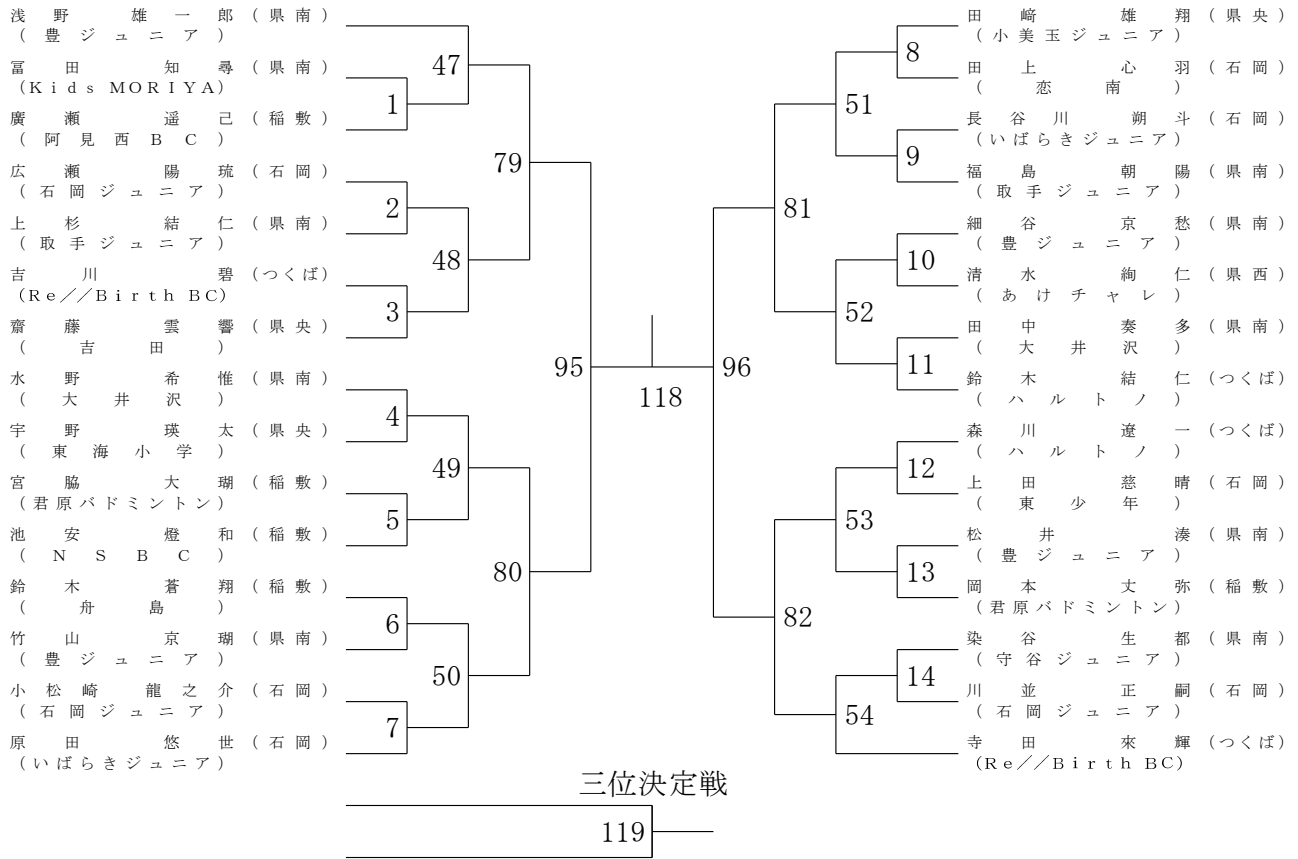 浅野 雄一郎 (県南)
(豊ジュニア)
冨田 知尋 (県南)
(Kids MORIYA)
廣瀬 遥己 (稲敷)
(阿見西BC)
広瀬 陽琉 (石岡)
(石岡ジュニア)
上杉 結仁 (県南)
(取手ジュニア)
吉川 碧 (つくば)
(Re／／Birth BC)
齋藤 雲響 (県央)
(吉田)
水野 希惟 (県南)
(大井沢)
宇野 瑛太 (県央)
(東海小学)
宮脇 大瑚 (稲敷)
(君原バドミントン)
池安 燈和 (稲敷)
(NSBC)
鈴木 蒼翔 (稲敷)
(舟島)
竹山 京瑚 (県南)
(豊ジュニア)
小松崎 龍之介 (石岡)
(石岡ジュニア)
原田 悠世 (石岡)
(いばらきジュニア)
1
2
3
4
5
6
7
47
48
49
50
79
80
95
118
96
81
82
51
52
53
54
8
9
10
11
12
13
14
田﨑 雄翔 (県央)
(小美玉ジュニア)
田上 心羽 (石岡)
(恋南)
長谷川 朔斗 (石岡)
(いばらきジュニア)
福島 朝陽 (県南)
(取手ジュニア)
細谷 京愁 (県南)
(豊ジュニア)
清水 絢仁 (県西)
(あけチャレ)
田中 奏多 (県南)
(大井沢)
鈴木 結仁 (つくば)
(ハルトノ)
森川 遼一 (つくば)
(ハルトノ)
上田 慈晴 (石岡)
(東少年)
松井 湊 (県南)
(豊ジュニア)
岡本 丈弥 (稲敷)
(君原バドミントン)
染谷 生都 (県南)
(守谷ジュニア)
川並 正嗣 (石岡)
(石岡ジュニア)
寺田 來輝 (つくば)
(Re／／Birth BC)
三位決定戦
119